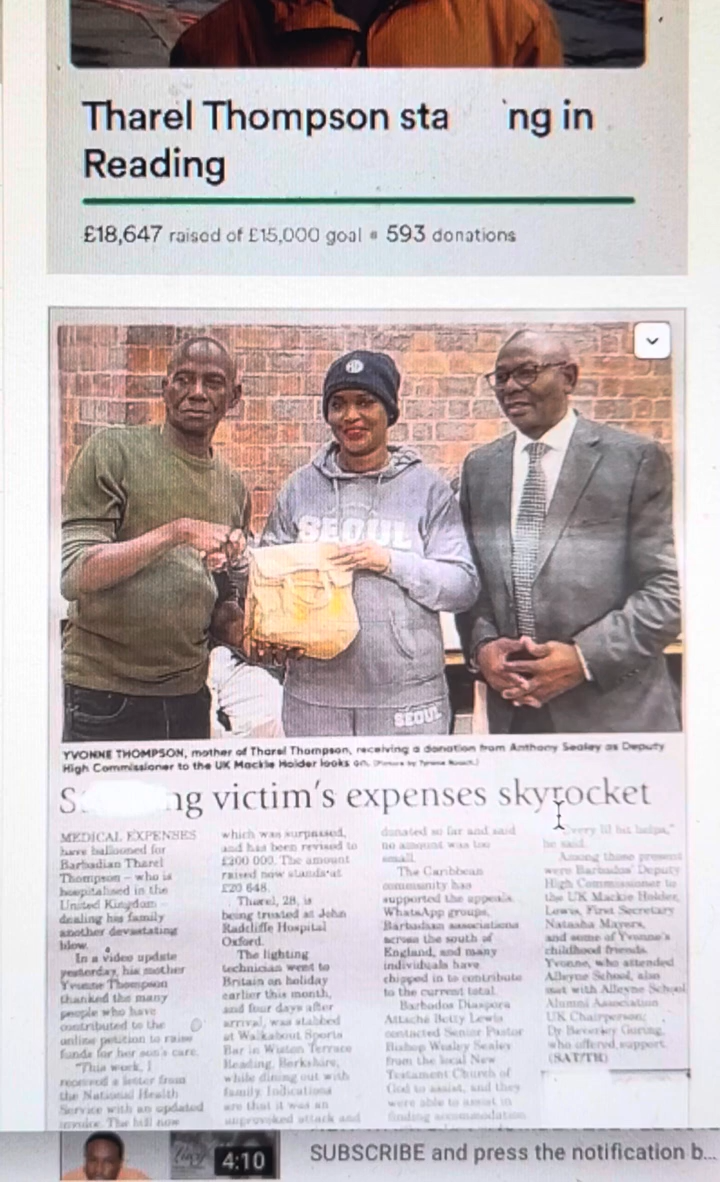 Tharel Thompson sta ng in
Reading
£18,647 raised of £15,000 goal • 593 donations
SEOUL
SEOUL
YVONNE THOMPSON, mother of Tharel Thompson, receiving a donation from Anthony Sealey as Deputy
High Commissioner to the UK Mackie Holder looks on. (Picture by Tyrone Roach.)
S ng victim's expenses skyrocket
MEDICAL EXPENSES
have ballooned for
Barbadian Tharel
Thompson – who is
hospitalised in the
United Kingdom –
dealing his family
another devastating
blow.
In a video update
yesterday, his mother
Yvonne Thompson
thanked the many
people who have
contributed to the
online petition to raise
funds for her son's care.
"This week, I
received a letter from
the National Health
Service with an updated
invoice. The bill now
which was surpassed,
and has been revised to
£200 000. The amount
raised now stands at
£20 648.
Tharel, 28, is
being treated at John
Radcliffe Hospital
Oxford.
The lighting
technician went to
Britain on holiday
earlier this month,
and four days after
arrival, was stabbed
at Walkabout Sports
Bar in Wiston Terrace
Reading, Berkshire,
while dining out with
family. Indications
are that it was an
unprovoked attack and
donated so far and said
no amount was too
small.
The Caribbean
community has
supported the appeals.
WhatsApp groups,
Barbadian associations
across the south of
England, and many
individuals have
chipped in to contribute
to the current total.
Barbados Diaspora
Attaché Betty Lewis
contacted Senior Pastor
Bishop Wesley Sealey
from the local New
Testament Church of
God to assist, and they
were able to assist in
finding accommodation
"Every lil bit helps,"
he said.
Among those present
were Barbados' Deputy
High Commissioner to
the UK Mackie Holder,
Lewis, First Secretary
Natasha Mayers,
and some of Yvonne's
childhood friends.
Yvonne, who attended
Alleyne School, also
met with Alleyne School
Alumni Association
UK Chairperson,
Dr Beverley Goring,
who offered support.
(SAT/TR)
4:10
SUBSCRIBE and press the notification b...